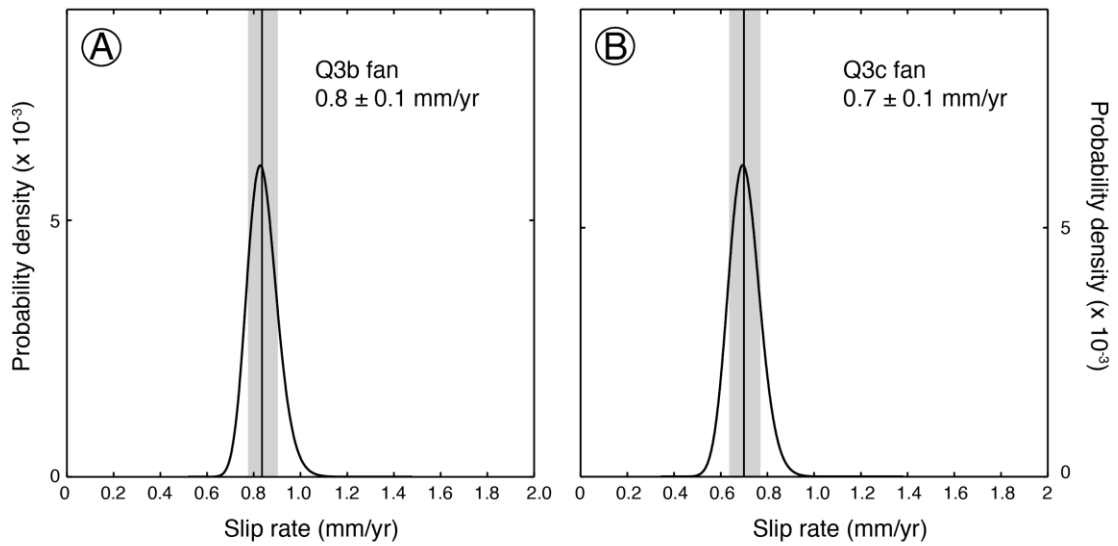 A
Q3b fan
0.8 ± 0.1 mm/yr
Probability density (x 10⁻³)
5
0
0 0.2 0.4 0.6 0.8 1.0 1.2 1.4 1.6 1.8 2.0
Slip rate (mm/yr)
B
Q3c fan
0.7 ± 0.1 mm/yr
Probability density (x 10⁻³)
5
0
0 0.2 0.4 0.6 0.8 1.0 1.2 1.4 1.6 1.8 2
Slip rate (mm/yr)